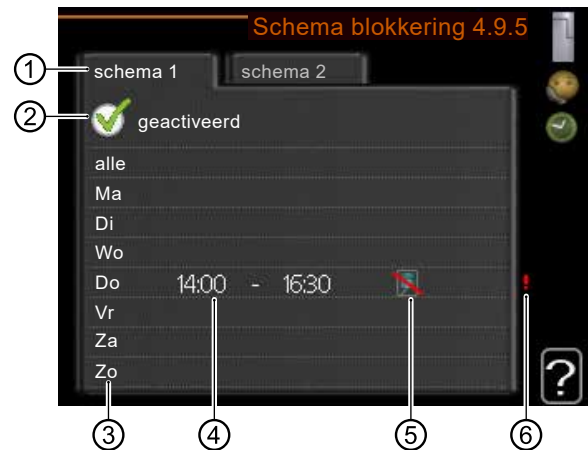 Schema blokkering 4.9.5
1 schema 1 schema 2
2 geactiveerd
alle
Ma
Di
Wo
Do 14:00 - 16:30 !
Vr
Za
Zo
?
3 4 5 6